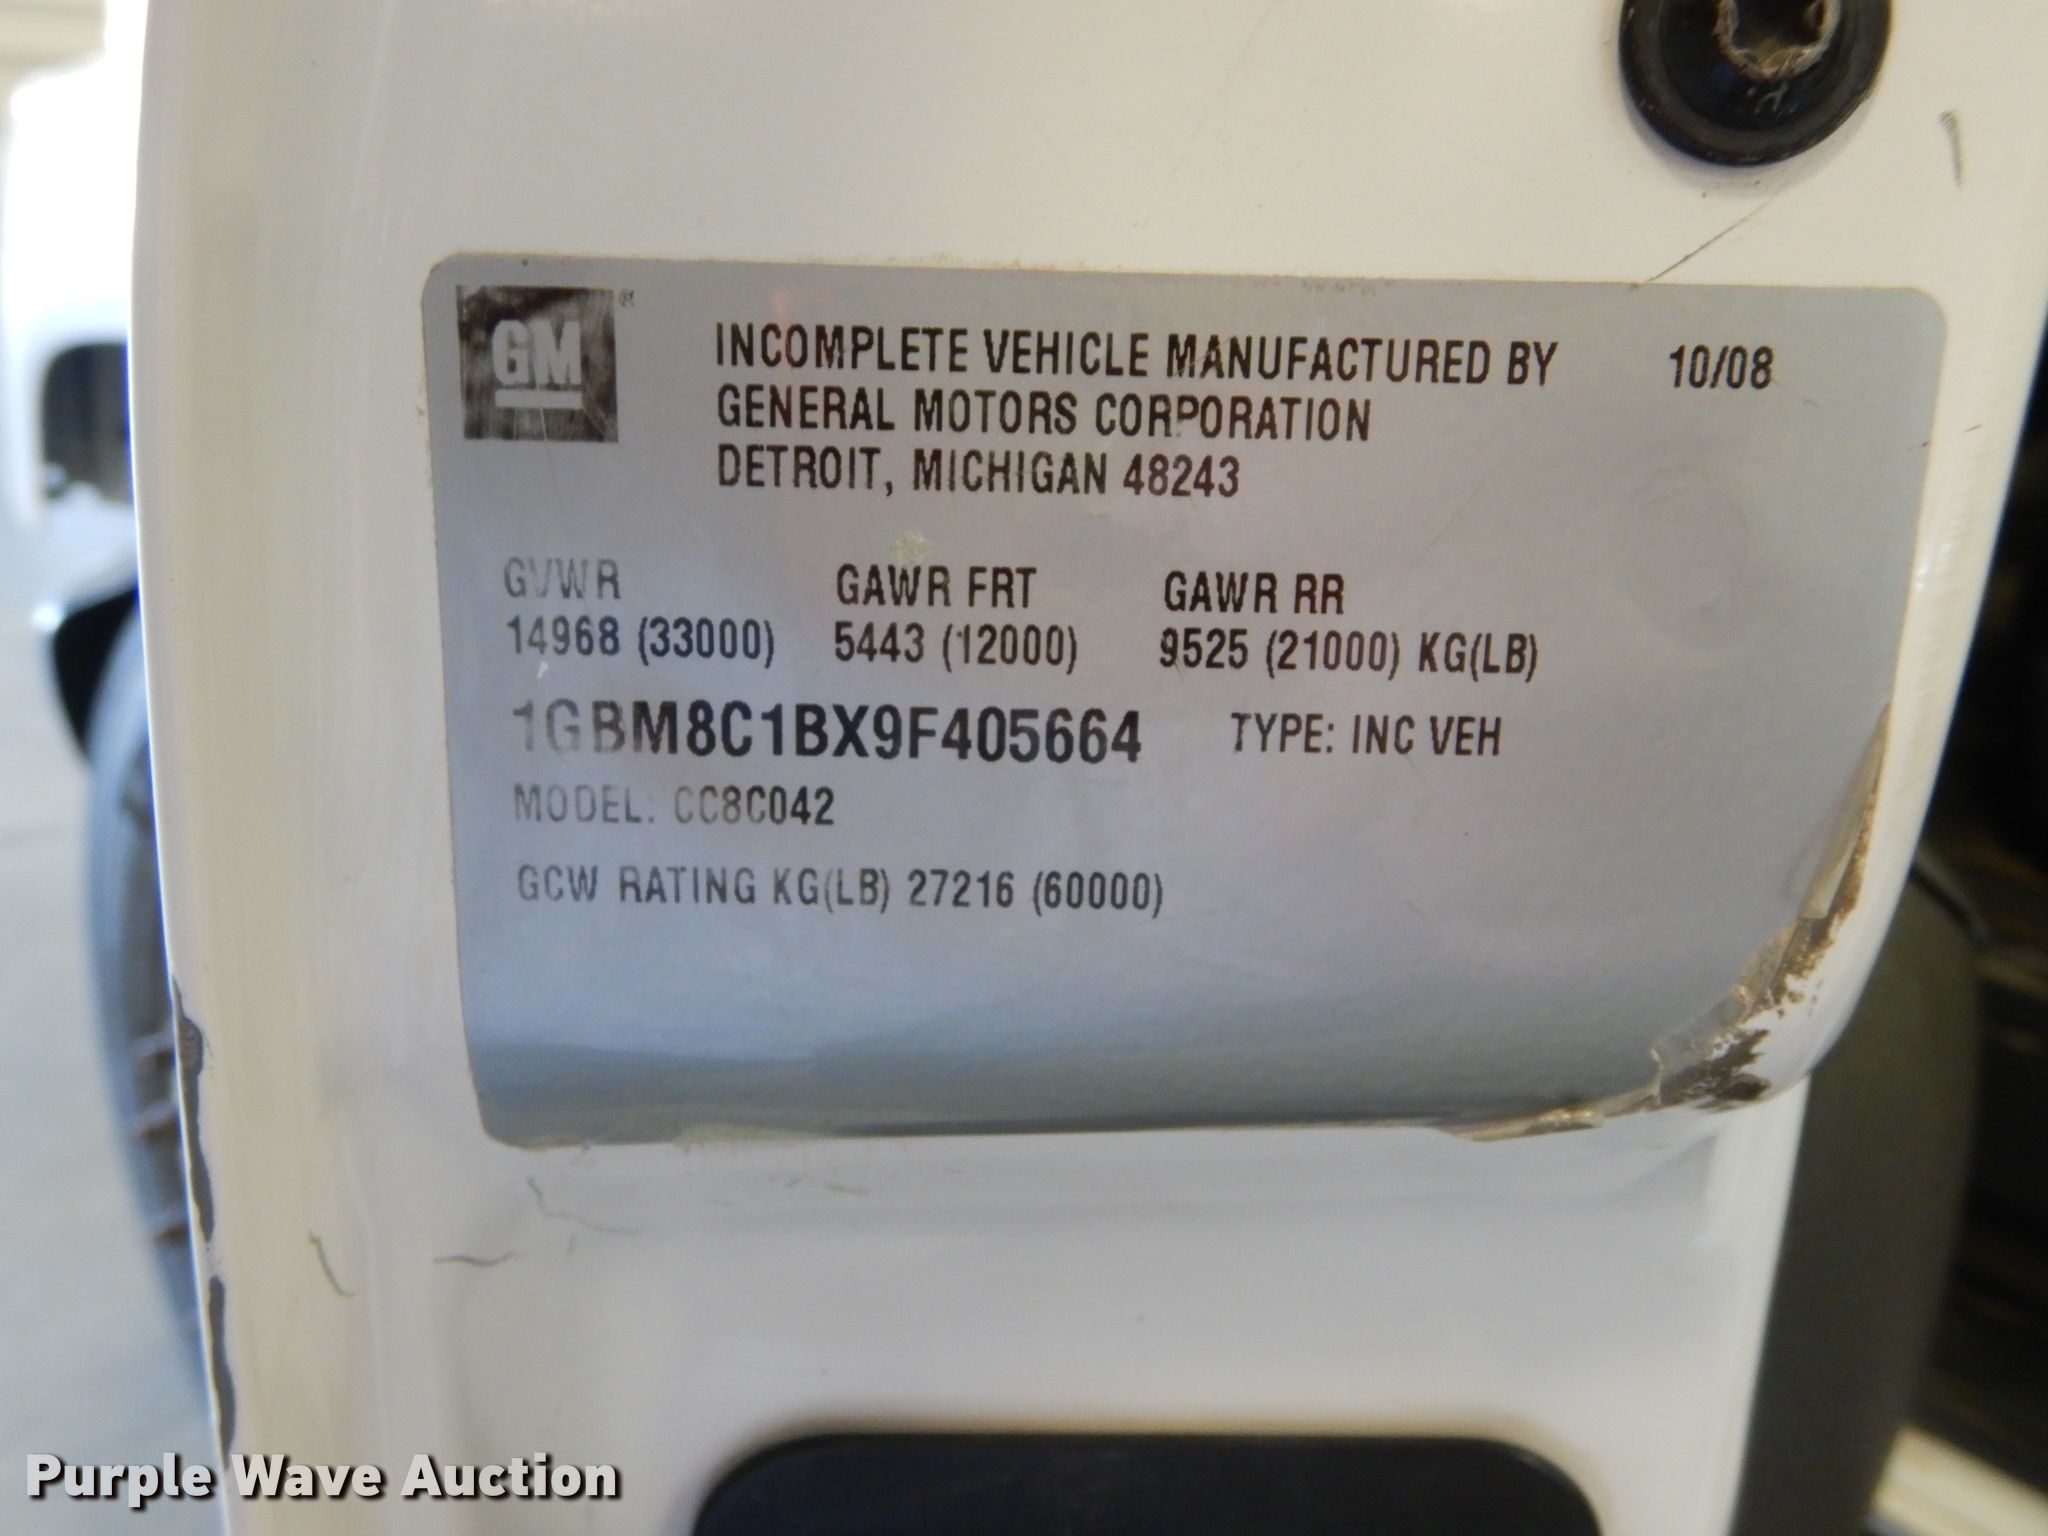 GM ®
INCOMPLETE VEHICLE MANUFACTURED BY 10/08
GENERAL MOTORS CORPORATION
DETROIT, MICHIGAN 48243
GVWR GAWR FRT GAWR RR
14968 (33000) 5443 (12000) 9525 (21000) KG(LB)
1GBM8C1BX9F405664 TYPE: INC VEH
MODEL: CC8C042
GCW RATING KG(LB) 27216 (60000)
Purple Wave Auction